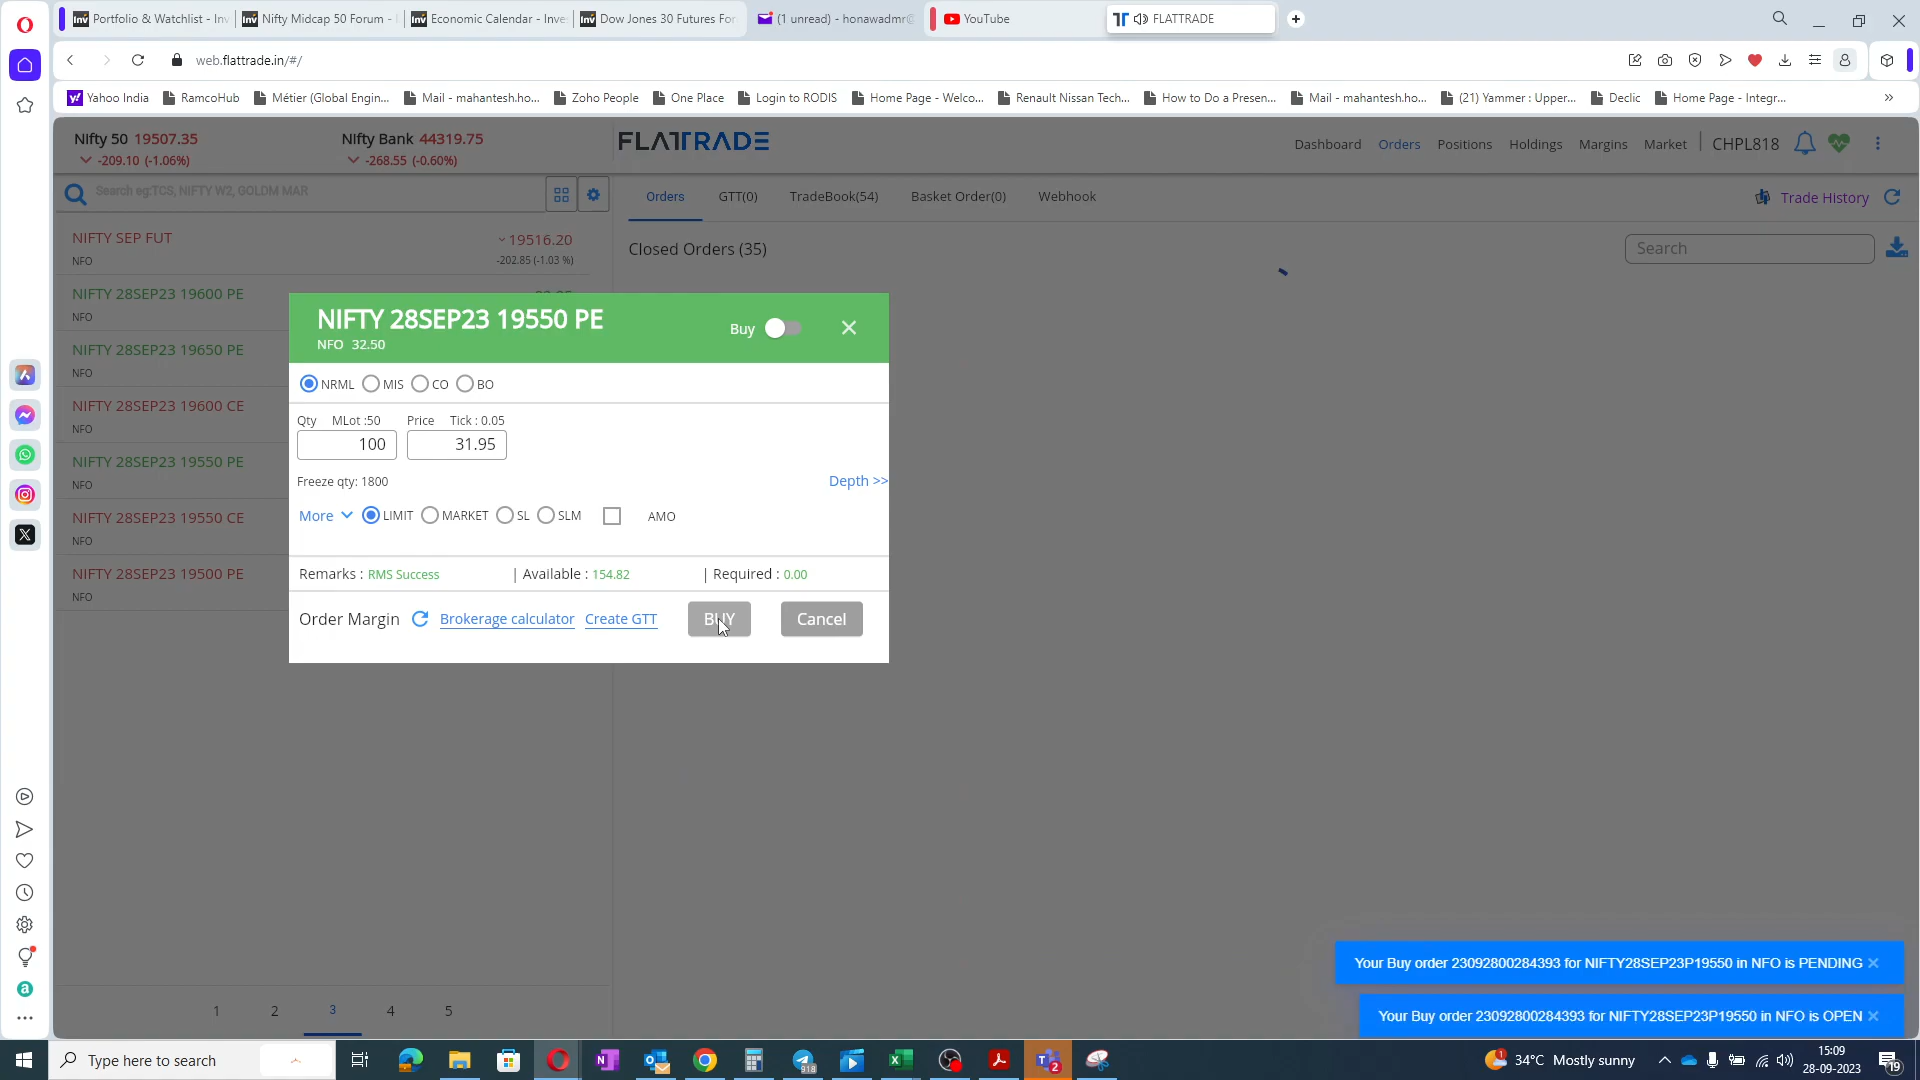 Portfolio & Watchlist - Inv
Nifty Midcap 50 Forum -
Economic Calendar - Inve
Dow Jones 30 Futures For
(1 unread) - honawadmr@
YouTube
FLATTRADE
web.flattrade.in/#/
Yahoo India
RamcoHub
Métier (Global Engin...
Mail - mahantesh.ho...
Zoho People
One Place
Login to RODIS
Home Page - Welco...
Renault Nissan Tech...
How to Do a Presen...
Mail - mahantesh.ho...
(21) Yammer : Upper...
Declic
Home Page - Integr...
Nifty 50 19507.35
-209.10 (-1.06%)
Nifty Bank 44319.75
-268.55 (-0.60%)
FLATTRADE
Dashboard
Orders
Positions
Holdings
Margins
Market
CHPL818
Search eg:TCS, NIFTY W2, GOLDM MAR
Orders
GTT(0)
TradeBook(54)
Basket Order(0)
Webhook
Trade History
NIFTY SEP FUT
19516.20
NFO
-202.85 (-1.03 %)
Closed Orders (35)
Search
NIFTY 28SEP23 19600 PE
NFO
NIFTY 28SEP23 19650 PE
NFO
NIFTY 28SEP23 19600 CE
NFO
NIFTY 28SEP23 19550 PE
NFO
NIFTY 28SEP23 19550 CE
NFO
NIFTY 28SEP23 19500 PE
NFO
NIFTY 28SEP23 19550 PE
NFO 32.50
Buy
NRML
MIS
CO
BO
Qty MLot :50
Price Tick : 0.05
100
31.95
Freeze qty: 1800
Depth >>
More
LIMIT
MARKET
SL
SLM
AMO
Remarks : RMS Success
| Available : 154.82
| Required : 0.00
Order Margin
Brokerage calculator
Create GTT
BUY
Cancel
Your Buy order 23092800284393 for NIFTY28SEP23P19550 in NFO is PENDING
Your Buy order 23092800284393 for NIFTY28SEP23P19550 in NFO is OPEN
1
2
3
4
5
Type here to search
34°C Mostly sunny
15:09
28-09-2023
19